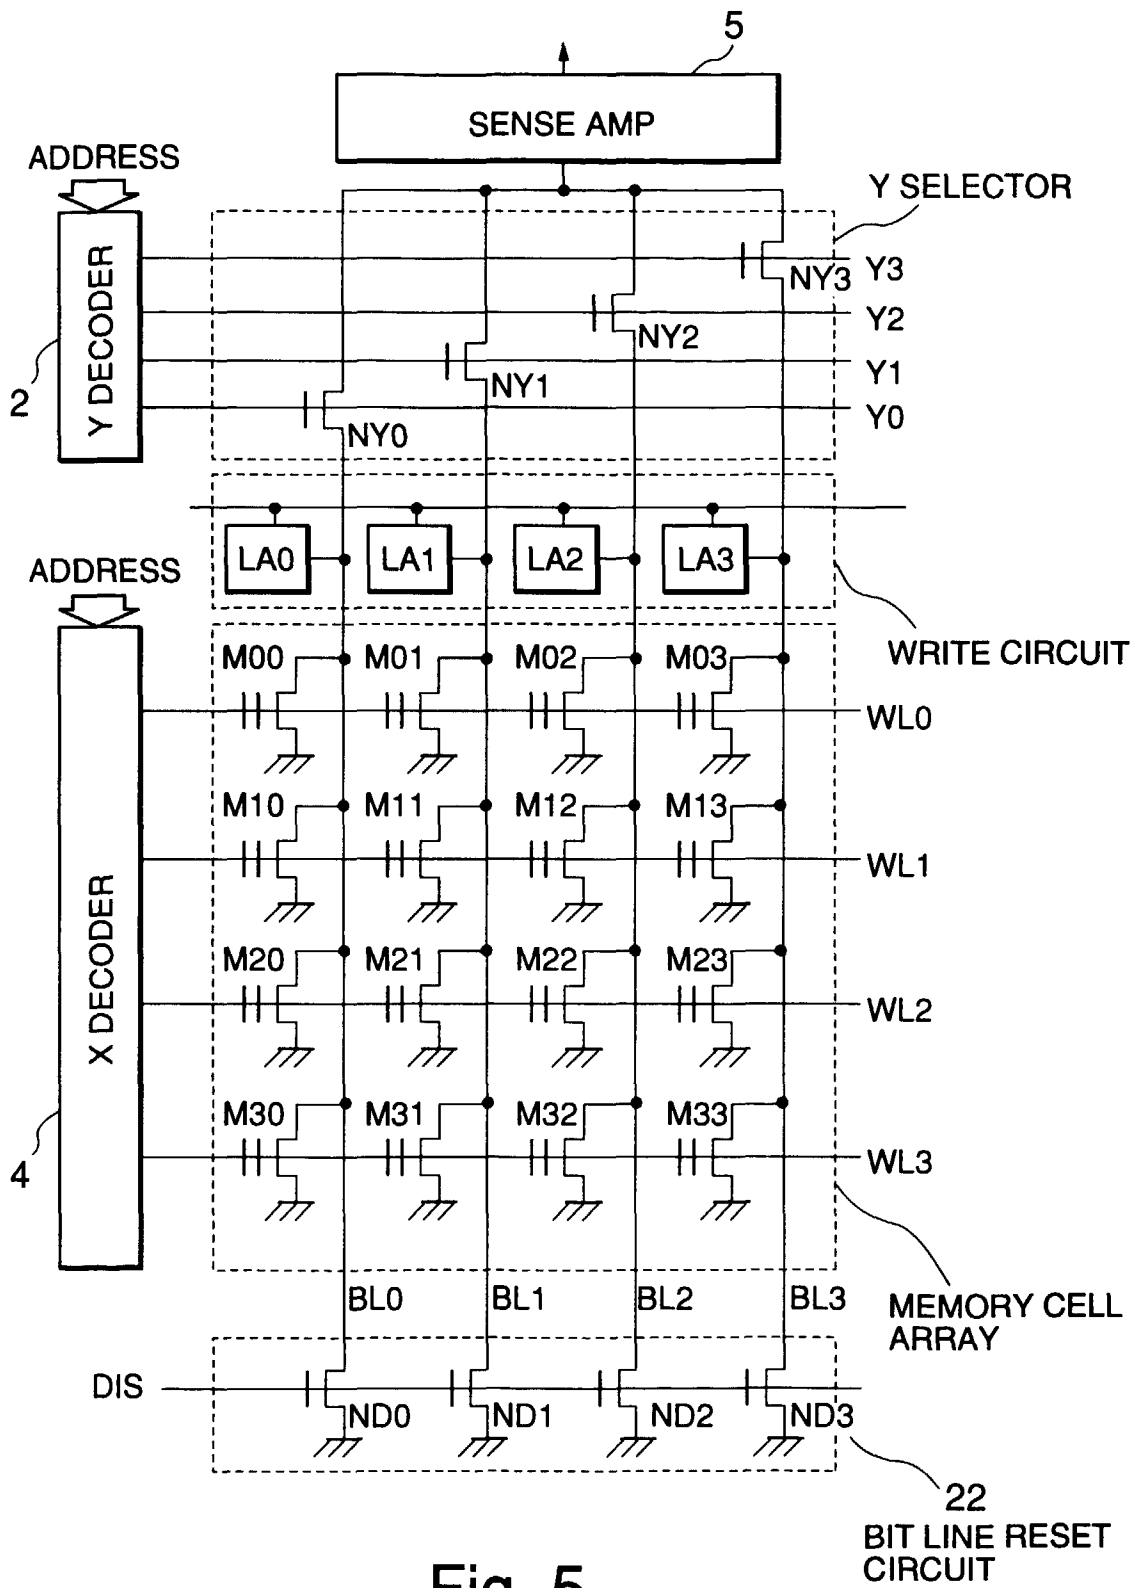 5
SENSE AMP
ADDRESS
Y SELECTOR
Y DECODER
2
NY3 Y3
NY2 Y2
NY1 Y1
NY0 Y0
LA0 LA1 LA2 LA3
WRITE CIRCUIT
ADDRESS
X DECODER
4
M00 M01 M02 M03
WL0
M10 M11 M12 M13
WL1
M20 M21 M22 M23
WL2
M30 M31 M32 M33
WL3
BL0 BL1 BL2 BL3
MEMORY CELL
ARRAY
DIS
ND0 ND1 ND2 ND3
22
BIT LINE RESET
CIRCUIT
Fig. 5